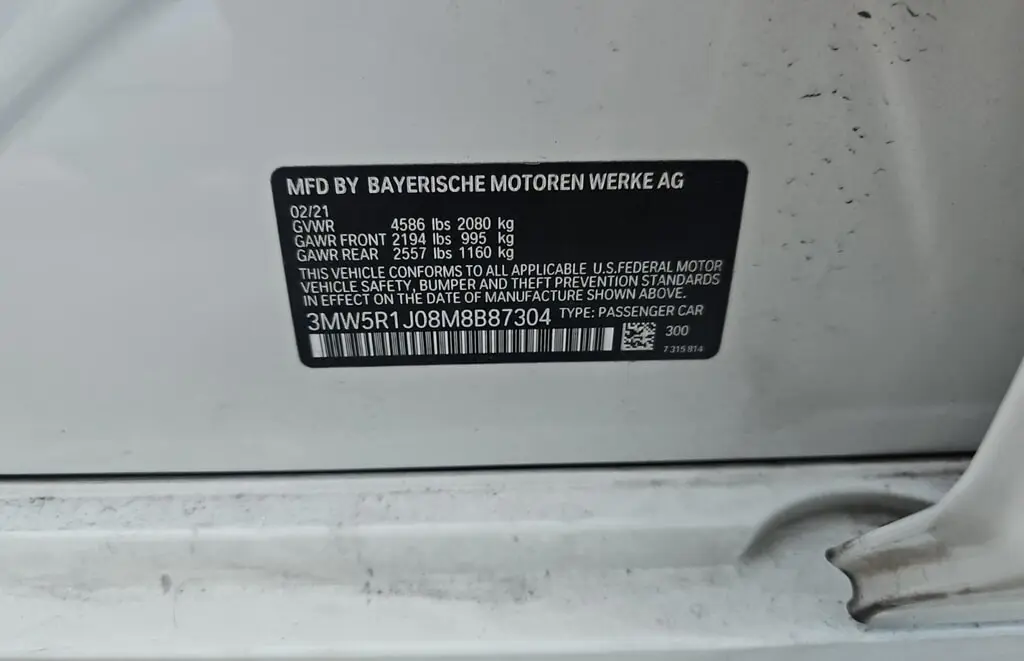 MFD BY BAYERISCHE MOTOREN WERKE AG
02/21
GVWR 4586 lbs 2080 kg
GAWR FRONT 2194 lbs 995 kg
GAWR REAR 2557 lbs 1160 kg
THIS VEHICLE CONFORMS TO ALL APPLICABLE U.S.FEDERAL MOTOR
VEHICLE SAFETY, BUMPER AND THEFT PREVENTION STANDARDS
IN EFFECT ON THE DATE OF MANUFACTURE SHOWN ABOVE.
3MW5R1J08M8B87304 TYPE: PASSENGER CAR
300
7 315 914